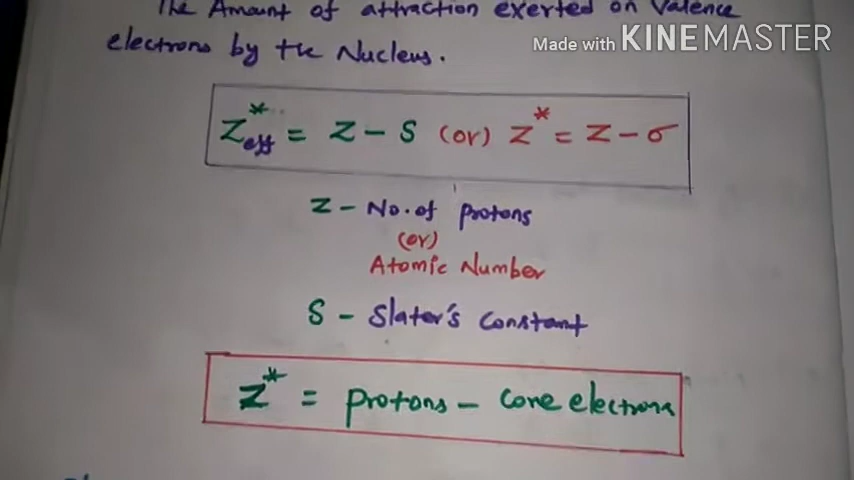 The Amount of attraction exerted on Valence
electrons by the Nucleus.
Made with KINEMASTER
Z*eff = Z - S (or) Z* = Z - σ
Z - No. of protons
(or)
Atomic Number
S - Slater's Constant
Z* = protons - core electrons